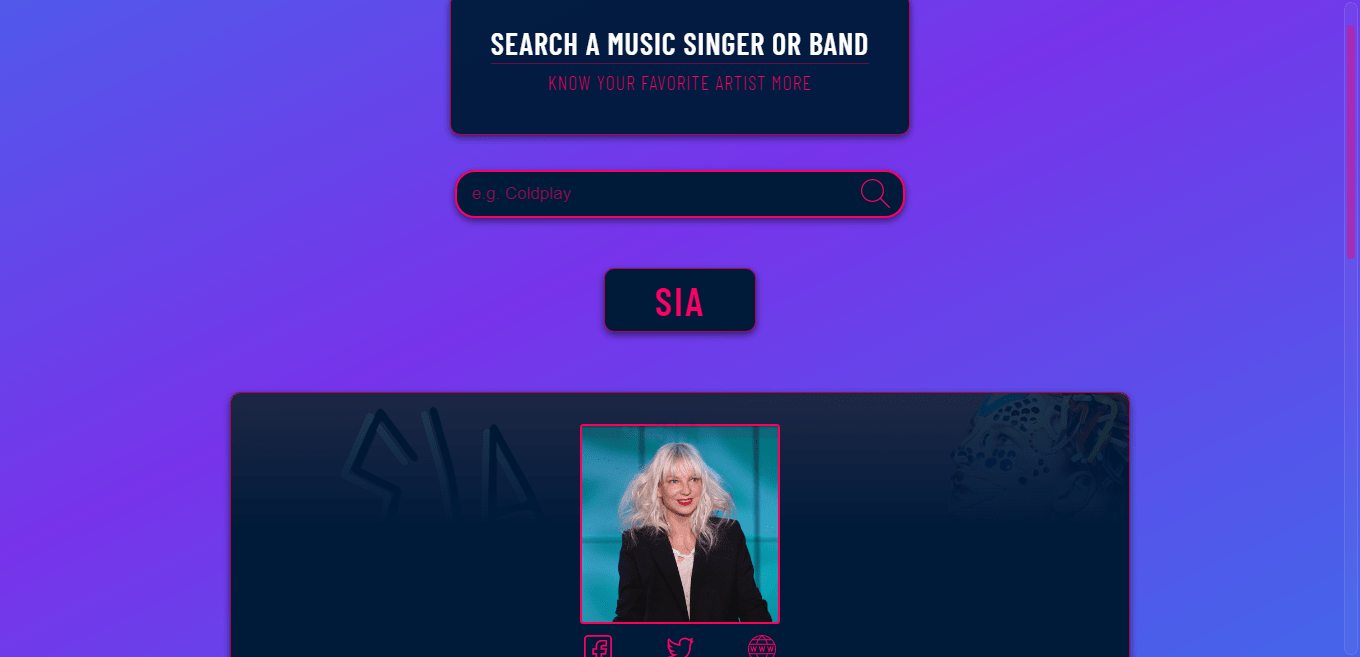 SEARCH A MUSIC SINGER OR BAND
KNOW YOUR FAVORITE ARTIST MORE
e.g. Coldplay
SIA
SIA
WWW